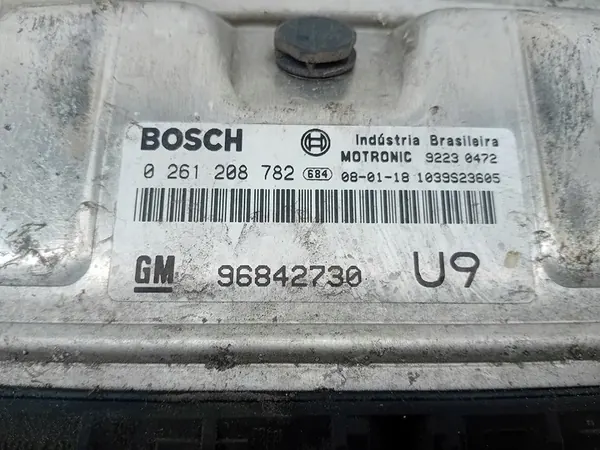 BOSCH Indústria Brasileira
MOTRONIC 9223 0472
0 261 208 782 684 08-01-18 1039S23605
GM 96842730 U9